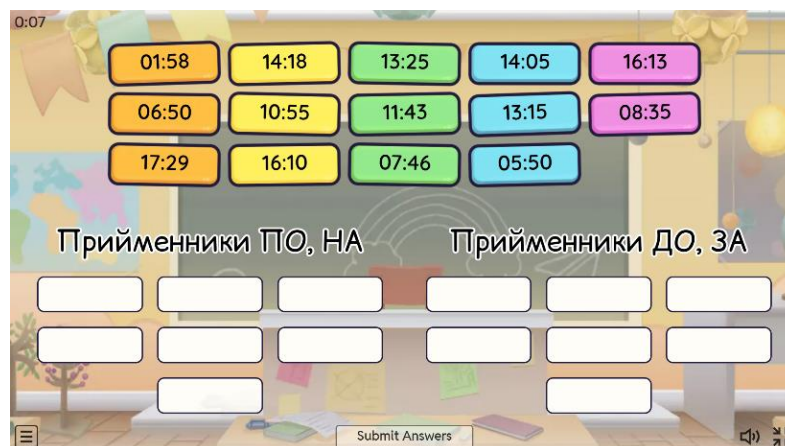 0:07
01:58 14:18 13:25 14:05 16:13
06:50 10:55 11:43 13:15 08:35
17:29 16:10 07:46 05:50
Прийменники ПО, НА Прийменники ДО, ЗА
Submit Answers